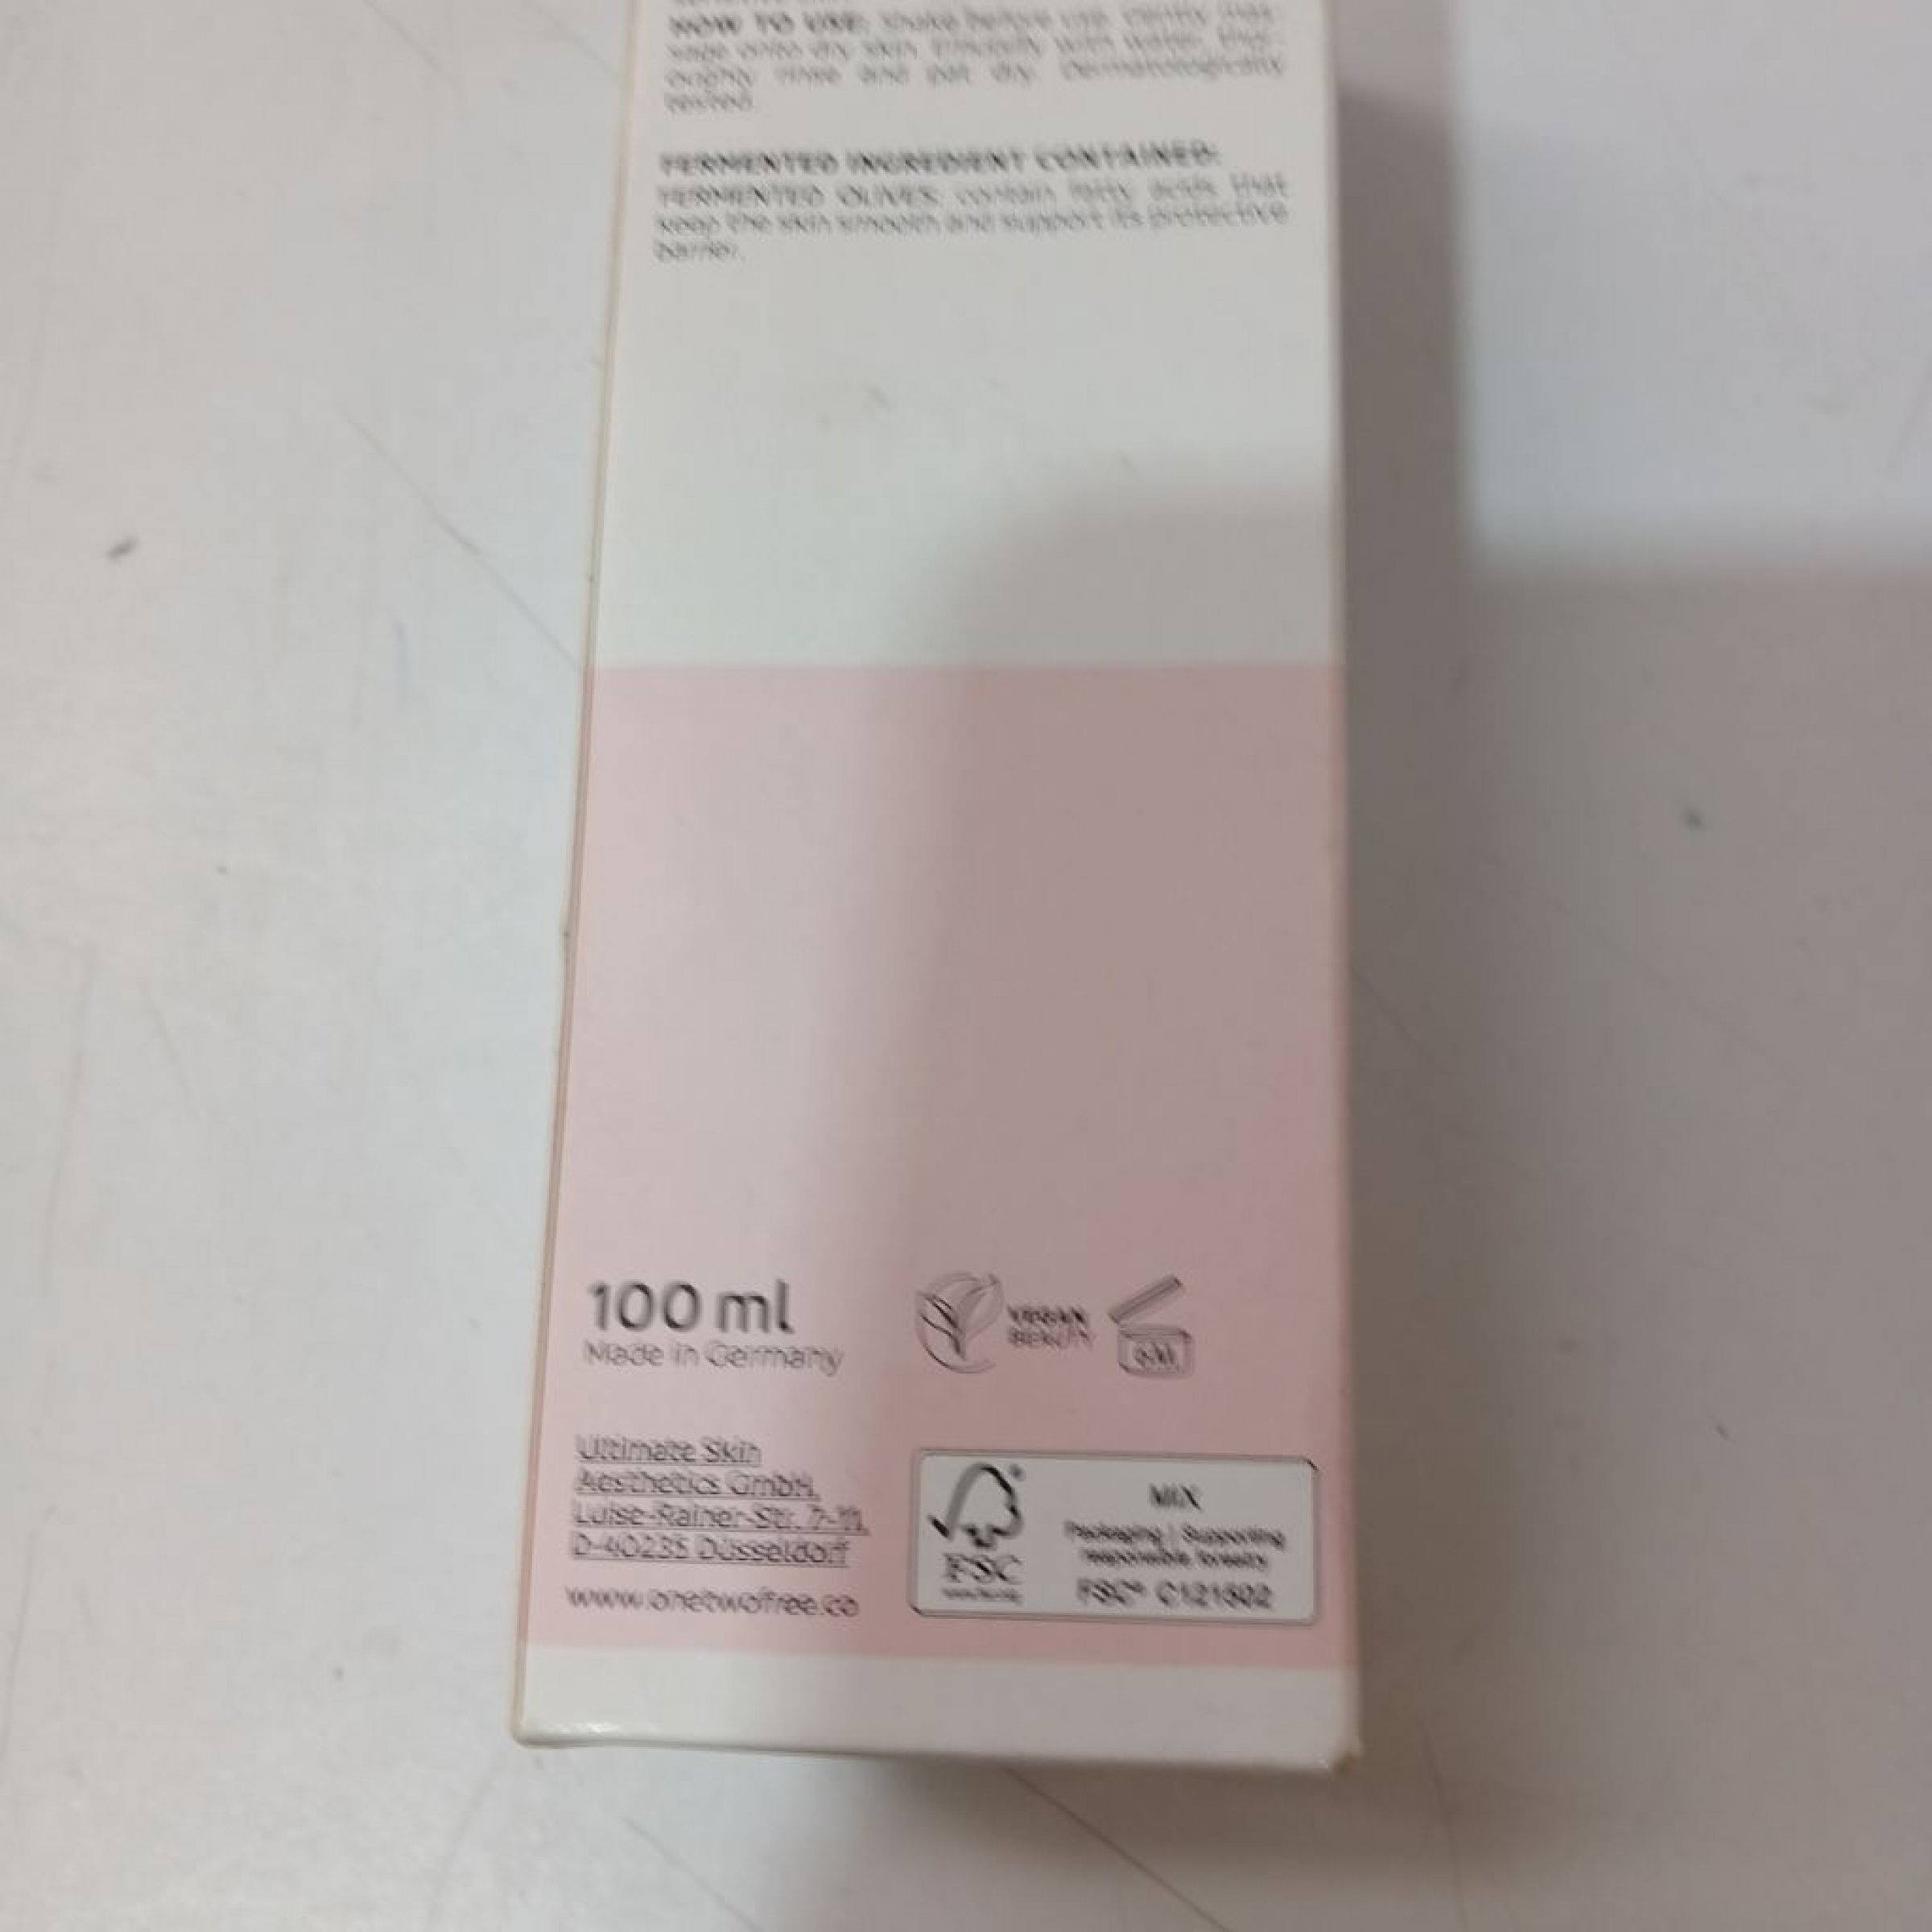 HOW TO USE: Shake before use. Gently mas-
sage onto dry skin. Emulsify with water, thor-
oughly rinse and pat dry. Dermatologically
tested.
FERMENTED INGREDIENT CONTAINED:
FERMENTED OLIVES: contain fatty acids that
keep the skin smooth and support its protective
barrier.
100 ml
Made in Germany
VEGAN
BEAUTY
6M
Ultimate Skin
Aesthetics GmbH,
Luise-Rainer-Str. 7-11,
D-40235 Düsseldorf
www.onetwofree.co
FSC
MIX
Packaging | Supporting
responsible forestry
FSC® C121502